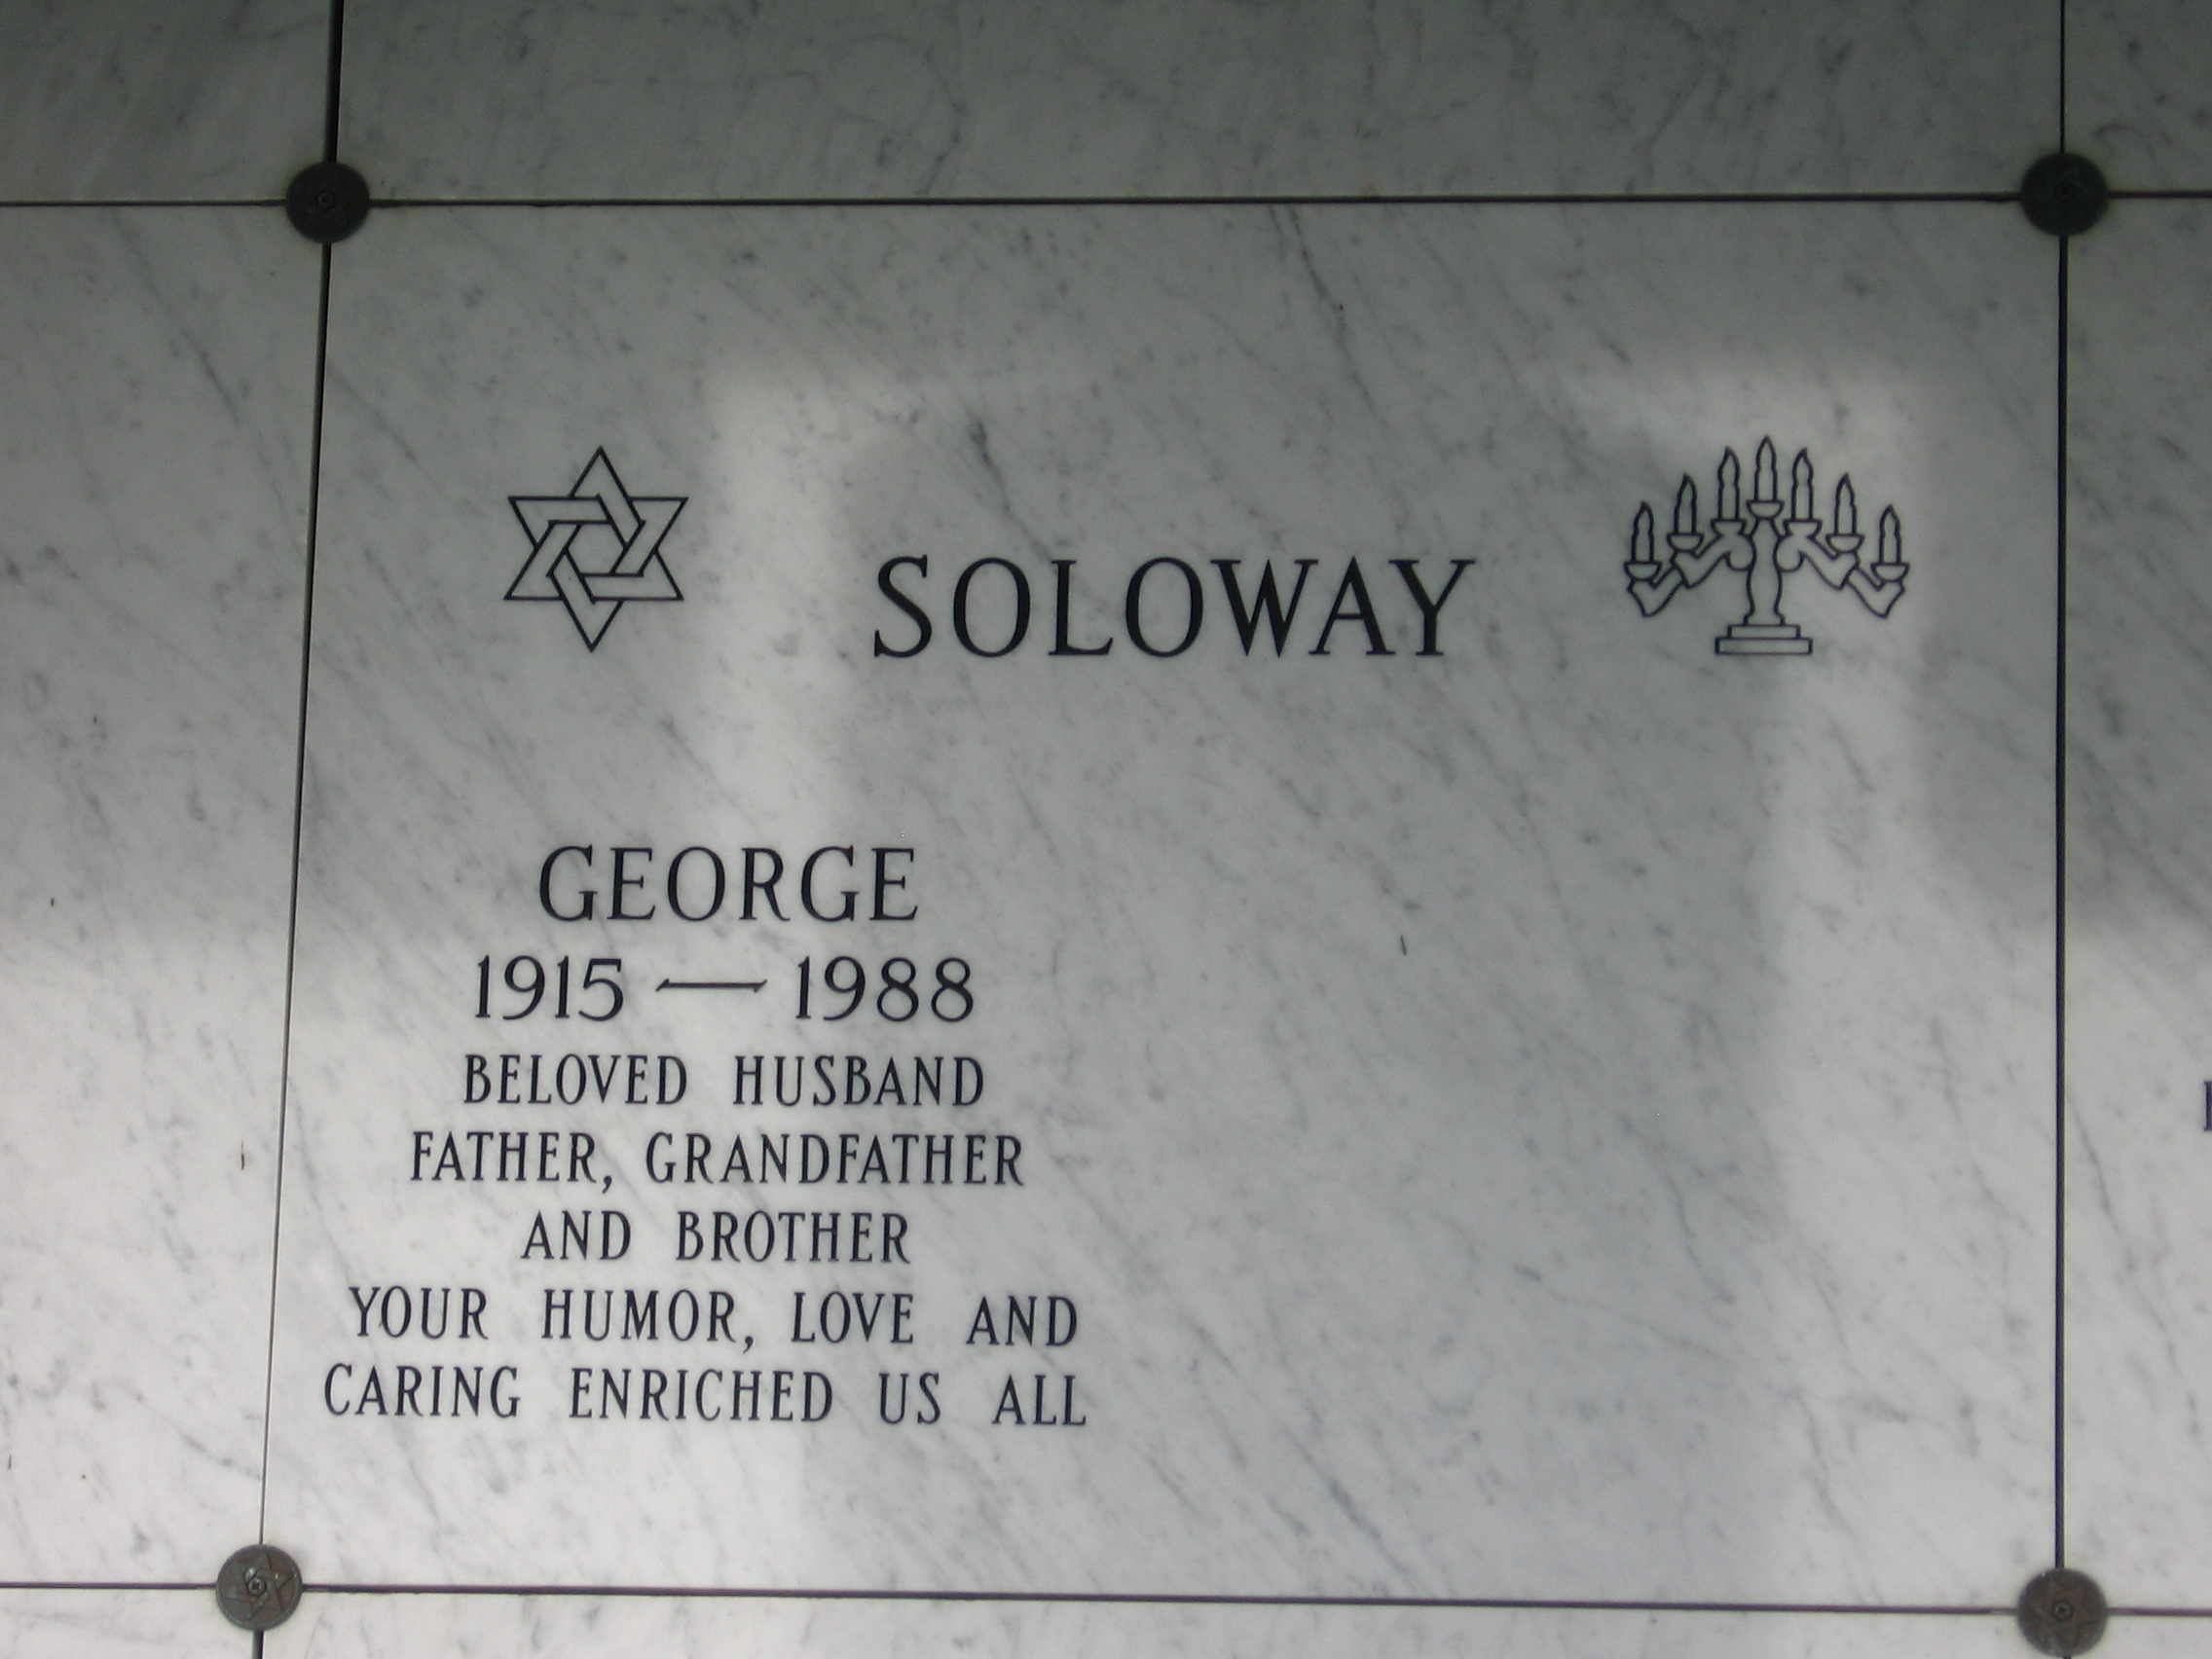 SOLOWAY
GEORGE
1915 — 1988
BELOVED HUSBAND
FATHER, GRANDFATHER
AND BROTHER
YOUR HUMOR, LOVE AND
CARING ENRICHED US ALL